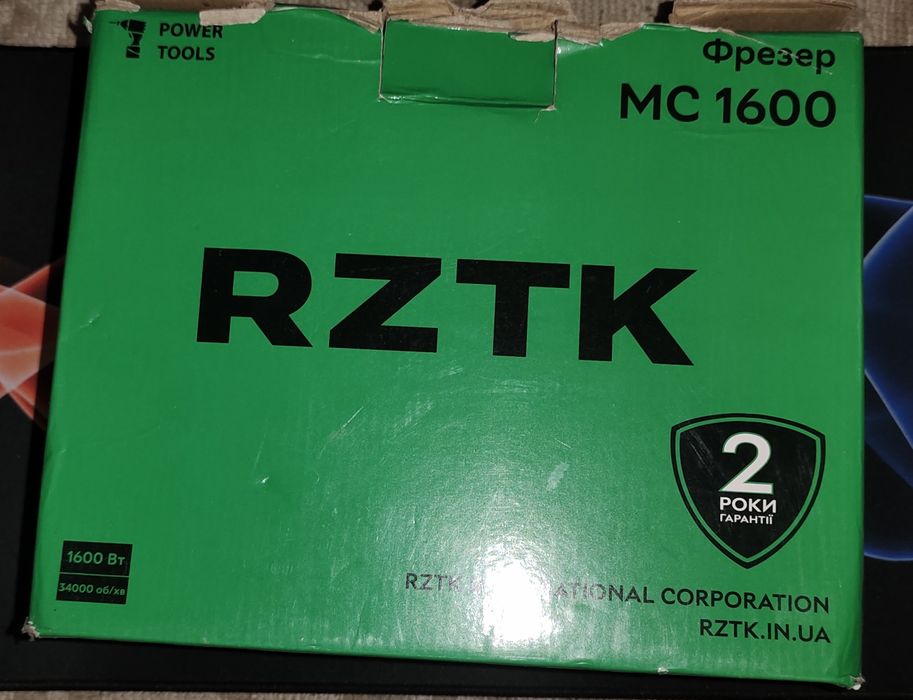 POWER
TOOLS
Фрезер
MC 1600
RZTK
2
РОКИ
ГАРАНТІЇ
1600 Вт
34000 об/хв
RZTK ATIONAL CORPORATION
RZTK.IN.UA